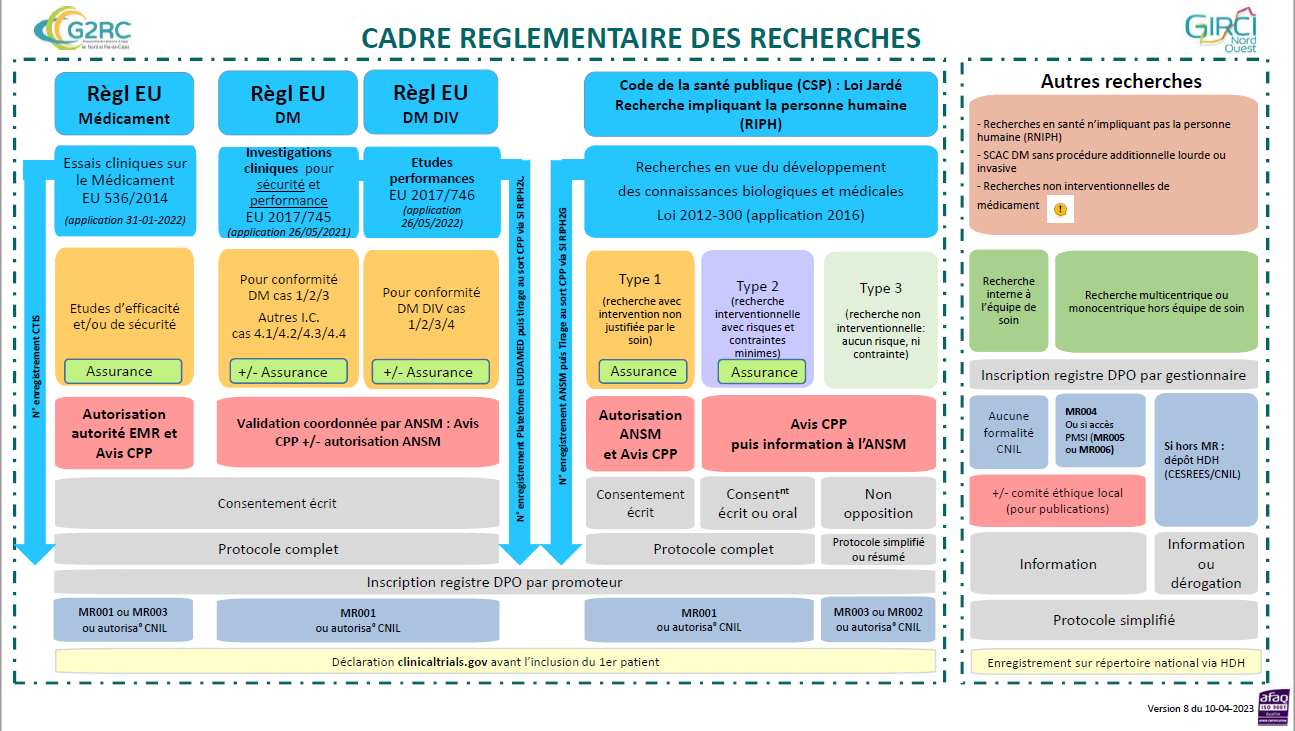 G2RC
CADRE REGLEMENTAIRE DES RECHERCHES
GIRCI
Nord
Ouest
Règl EU
Médicament
Règl EU
DM
Règl EU
DM DIV
Code de la santé publique (CSP) : Loi Jardé
Recherche impliquant la personne humaine
(RIPH)
Essais cliniques sur
le Médicament
EU 536/2014
(application 31-01-2022)
Investigations
cliniques pour
sécurité et
performance
EU 2017/745
(application 26/05/2021)
Etudes
performances
EU 2017/746
(application
26/05/2022)
Recherches en vue du développement
des connaissances biologiques et médicales
Loi 2012-300 (application 2016)
N° enregistrement CTIS
N° enregistrement Plateforme EUDAMED puis tirage au sort CPP via SI RIPH2G
N° enregistrement ANSM puis Tirage au sort CPP via SI RIPH2G
Etudes d'efficacité
et/ou de sécurité
Assurance
Pour conformité
DM cas 1/2/3
Autres I.C.
cas 4.1/4.2/4.3/4.4
+/- Assurance
Pour conformité
DM DIV cas
1/2/3/4
+/- Assurance
Type 1
(recherche avec
intervention non
justifiée par le
soin)
Assurance
Type 2
(recherche
interventionnelle
avec risques et
contraintes
minimes)
Assurance
Type 3
(recherche non
interventionnelle:
aucun risque, ni
contrainte)
Autorisation
autorité EMR et
Avis CPP
Validation coordonnée par ANSM : Avis
CPP +/- autorisation ANSM
Autorisation
ANSM
et Avis CPP
Avis CPP
puis information à l'ANSM
Consentement écrit
Consentement
écrit
Consentnt
écrit ou oral
Non
opposition
Protocole complet
Protocole complet
Protocole simplifié
ou résumé
Inscription registre DPO par promoteur
MR001 ou MR003
ou autorisa° CNIL
MR001
ou autorisa° CNIL
MR001
ou autorisa° CNIL
MR003 ou MR002
ou autorisa° CNIL
Déclaration clinicaltrials.gov avant l'inclusion du 1er patient
Autres recherches
- Recherches en santé n'impliquant pas la personne
humaine (RNIPH)
- SCAC DM sans procédure additionnelle lourde ou
invasive
- Recherches non interventionnelles de
médicament
!
Recherche
interne à
l'équipe de
soin
Recherche multicentrique ou
monocentrique hors équipe de soin
Inscription registre DPO par gestionnaire
Aucune
formalité
CNIL
MR004
Ou si accès
PMSI (MR005
ou MR006)
Si hors MR :
dépôt HDH
(CESREES/CNIL)
+/- comité éthique local
(pour publications)
Information
Information
ou
dérogation
Protocole simplifié
Enregistrement sur répertoire national via HDH
Version 8 du 10-04-2023
afaq
ISO 9001
Qualité